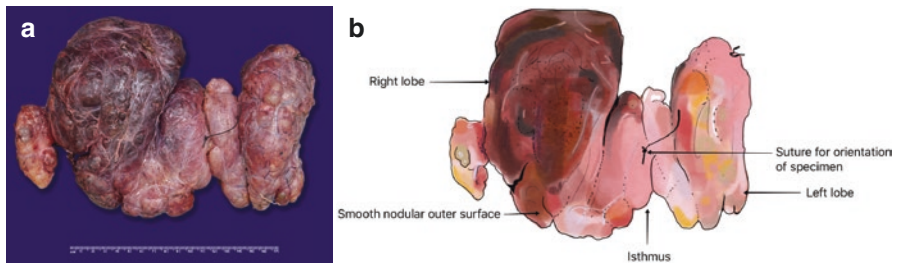 a
b
Right lobe
Suture for orientation
of specimen
Left lobe
Smooth nodular outer surface
Isthmus